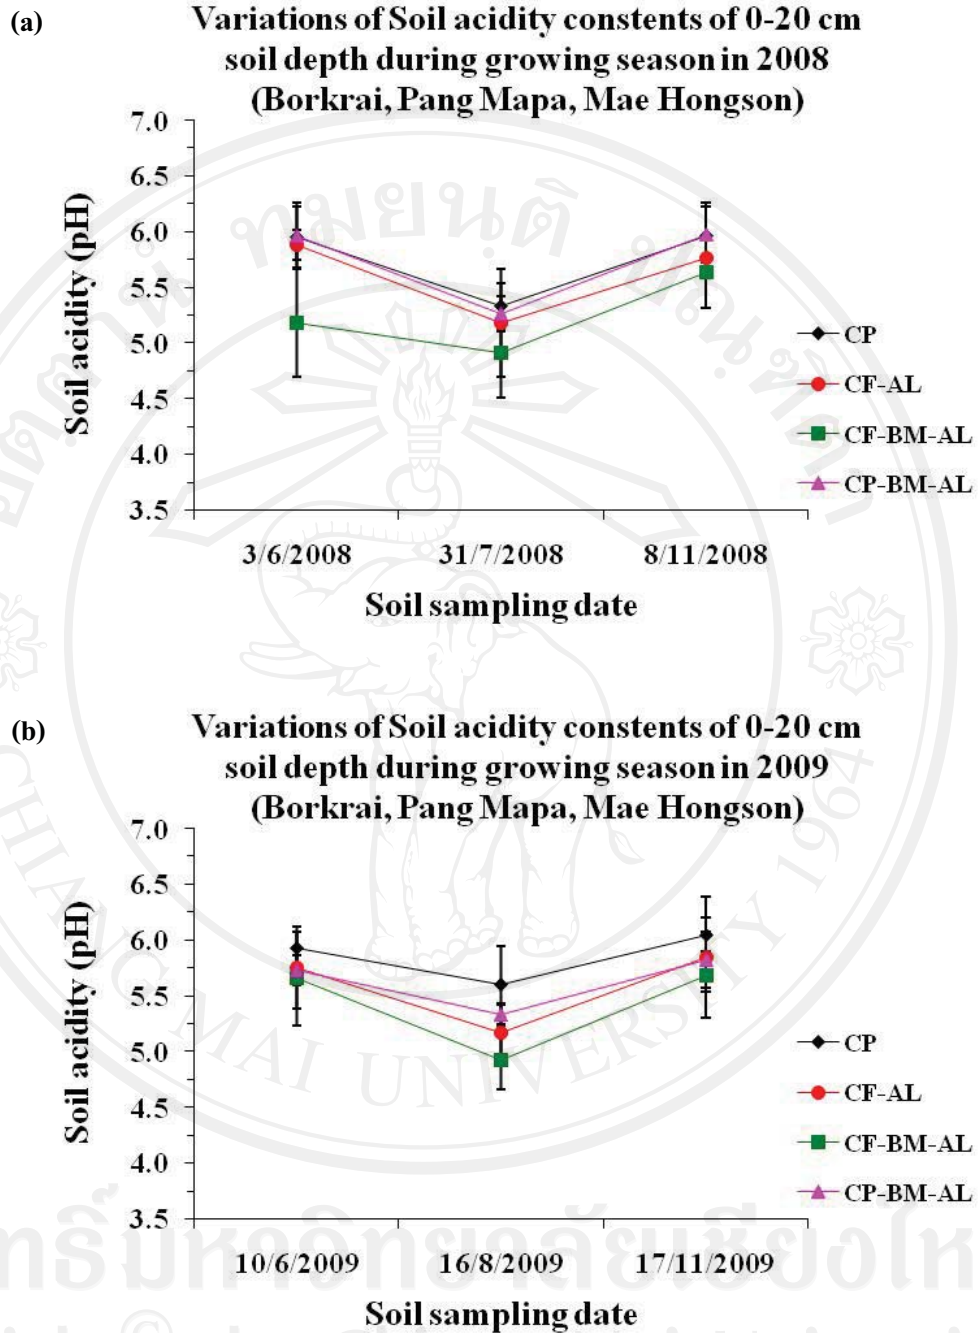 (a)
Variations of Soil acidity constents of 0-20 cm
soil depth during growing season in 2008
(Borkrai, Pang Mapa, Mae Hongson)
7.0
6.5
6.0
5.5
5.0
4.5
4.0
3.5
Soil acidity (pH)
CP
CF-AL
CF-BM-AL
CP-BM-AL
3/6/2008 31/7/2008 8/11/2008
Soil sampling date
(b)
Variations of Soil acidity constents of 0-20 cm
soil depth during growing season in 2009
(Borkrai, Pang Mapa, Mae Hongson)
7.0
6.5
6.0
5.5
5.0
4.5
4.0
3.5
Soil acidity (pH)
CP
CF-AL
CF-BM-AL
CP-BM-AL
10/6/2009 16/8/2009 17/11/2009
Soil sampling date
CHIANG MAI UNIVERSITY 1964